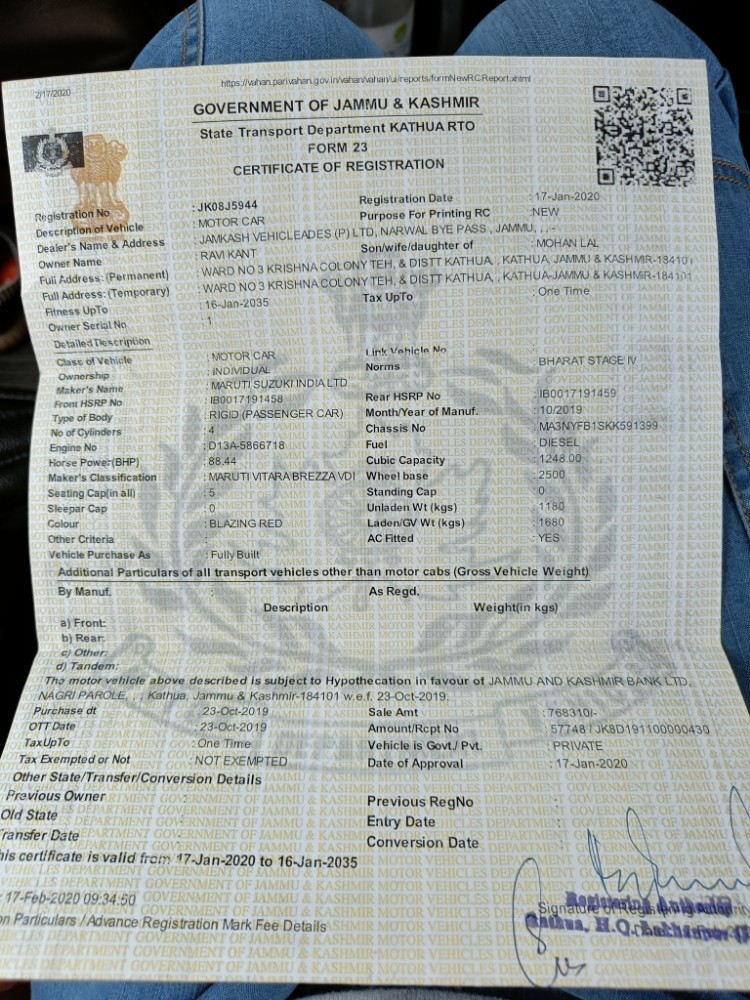 https://vahan.parivahan.gov.in/vahan/vahan/ui/reports/formNewRCReport.xhtml
2/17/2020
GOVERNMENT OF JAMMU & KASHMIR
State Transport Department KATHUA RTO
FORM 23
CERTIFICATE OF REGISTRATION
Registration No : JK08J5944 Registration Date : 17-Jan-2020
Description of Vehicle : MOTOR CAR Purpose For Printing RC :NEW
Dealer's Name & Address : JAMKASH VEHICLEADES (P) LTD, NARWAL BYE PASS , JAMMU, , , -
Owner Name : RAVI KANT Son/wife/daughter of : MOHAN LAL
Full Address: (Permanent) : WARD NO 3 KRISHNA COLONY TEH, & DISTT KATHUA, , KATHUA, JAMMU & KASHMIR-184101
Full Address: (Temporary) : WARD NO 3 KRISHNA COLONY TEH, & DISTT KATHUA, , KATHUA-JAMMU & KASHMIR-184101
Fitness UpTo : 16-Jan-2035 Tax UpTo : One Time
Owner Serial No : 1
Detailed Description
Class of Vehicle : MOTOR CAR Link Vehicle No
Ownership : INDIVIDUAL Norms : BHARAT STAGE IV
Maker's Name : MARUTI SUZUKI INDIA LTD
Front HSRP No : IB0017191458 Rear HSRP No : IB0017191459
Type of Body : RIGID (PASSENGER CAR) Month/Year of Manuf. : 10/2019
No of Cylinders : 4 Chassis No : MA3NYFB1SKK591399
Engine No : D13A-5866718 Fuel : DIESEL
Horse Power(BHP) : 88.44 Cubic Capacity : 1248.00
Maker's Classification : MARUTI VITARA BREZZA VDI Wheel base : 2500
Seating Cap(in all) : 5 Standing Cap : 0
Sleepar Cap : 0 Unladen Wt (kgs) : 1180
Colour : BLAZING RED Laden/GV Wt (kgs) : 1680
Other Criteria : AC Fitted : YES
Vehicle Purchase As : Fully Built
Additional Particulars of all transport vehicles other than motor cabs (Gross Vehicle Weight)
By Manuf. : As Regd.
Description Weight(in kgs)
a) Front:
b) Rear:
c) Other:
d) Tandem:
The motor vehicle above described is subject to Hypothecation in favour of JAMMU AND KASHMIR BANK LTD,
NAGRI PAROLE, , , Kathua, Jammu & Kashmir-184101 w.e.f. 23-Oct-2019.
Purchase dt : 23-Oct-2019 Sale Amt : 768310/-
OTT Date : 23-Oct-2019 Amount/Rcpt No : 57748 / JK8D191100000430
TaxUpTo : One Time Vehicle is Govt./ Pvt. : PRIVATE
Tax Exempted or Not : NOT EXEMPTED Date of Approval : 17-Jan-2020
Other State/Transfer/Conversion Details
Previous Owner : Previous RegNo :
Old State : Entry Date :
ransfer Date : Conversion Date :
his certificate is valid from 17-Jan-2020 to 16-Jan-2035
: 17-Feb-2020 09:34:50
on Particulars / Advance Registration Mark Fee Details
Signature of Registering Authority
Kathua, H.Q.